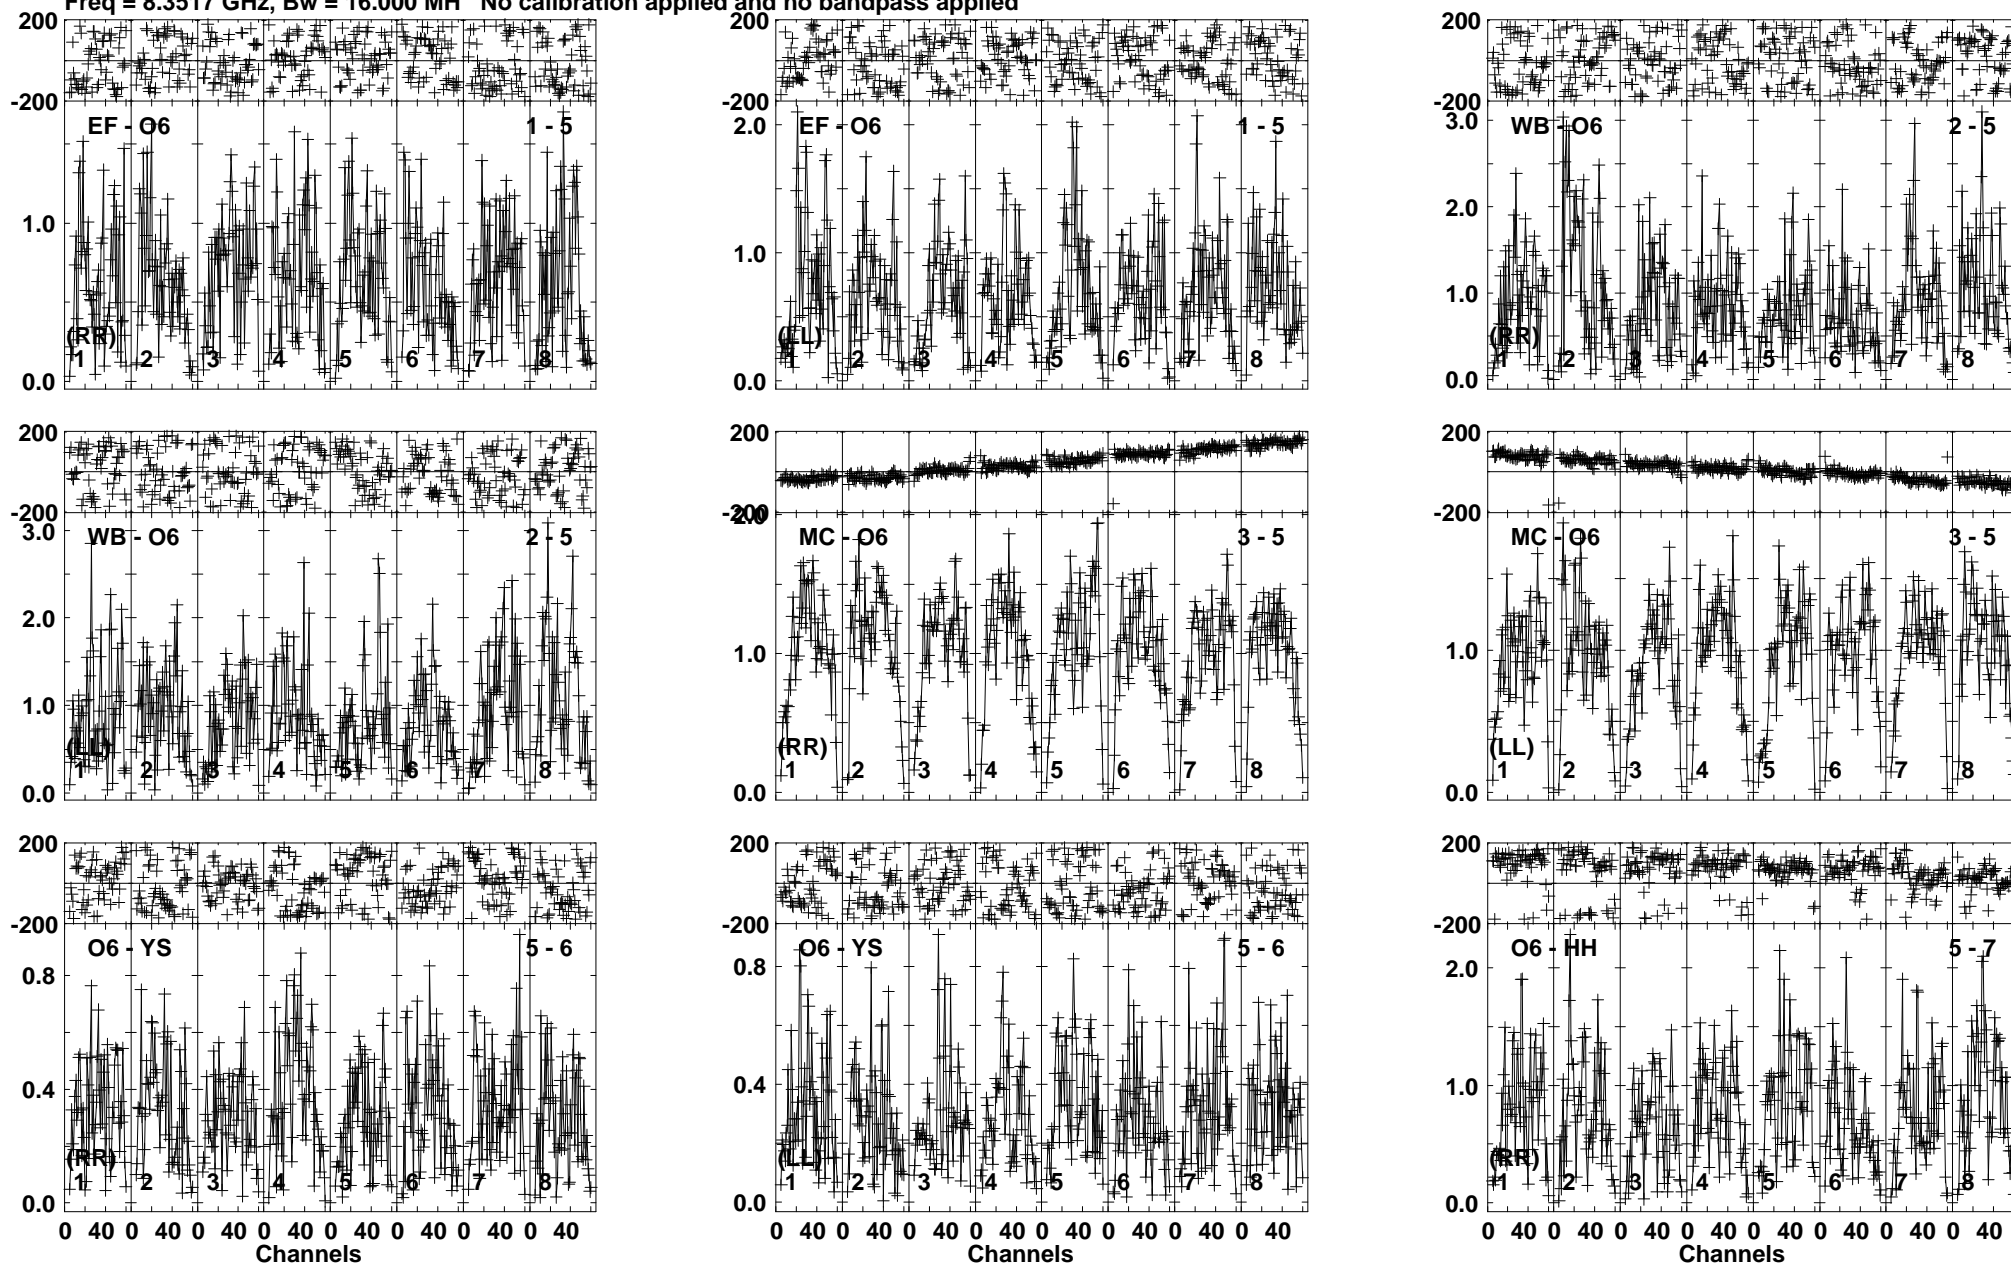 Freq = 8.3517 GHz, Bw = 16.000 MH   No calibration applied and no bandpass applied
200 200 200
-200 -200 -200
EF - O6 1 - 5 EF - O6 1 - 5 WB - O6 2 - 5
2.0 3.0
1.0 1.0 2.0
1.0
(RR) (LL) (RR)
1 2 3 4 5 6 7 8 1 2 3 4 5 6 7 8 1 2 3 4 5 6 7 8
0.0 0.0 0.0
200 200 200
-200 -200 -200
WB - O6 2 - 5 MC - O6 3 - 5 MC - O6 3 - 5
3.0 2.0
2.0
1.0 1.0 1.0
(LL) (RR) (LL)
1 2 3 4 5 6 7 8 1 2 3 4 5 6 7 8 1 2 3 4 5 6 7 8
0.0 0.0 0.0
200 200 200
-200 -200 -200
O6 - YS 5 - 6 O6 - YS 5 - 6 O6 - HH 5 - 7
0.8 0.8 2.0
0.4 0.4 1.0
(RR) (LL) (RR)
1 2 3 4 5 6 7 8 1 2 3 4 5 6 7 8 1 2 3 4 5 6 7 8
0.0 0.0 0.0
0 40 0 40 0 40 0 40 0 40 0 40 0 40 0 40 0 40 0 40 0 40 0 40 0 40 0 40 0 40 0 40 0 40 0 40 0 40 0 40 0 40 0 40 0 40 0 40
Channels Channels Channels